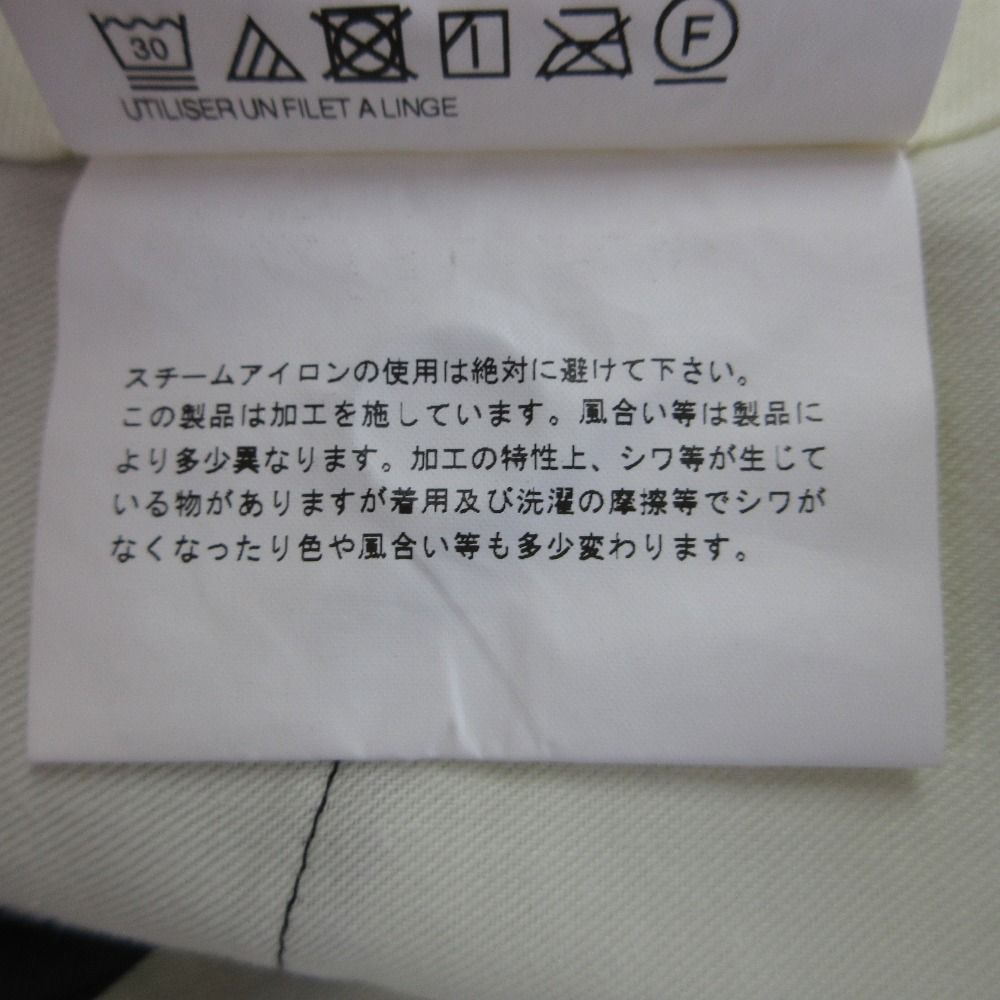 30 F
UTILISER UN FILET A LINGE
スチームアイロンの使用は絶対に避けて下さい。
この製品は加工を施しています。風合い等は製品に
より多少異なります。加工の特性上、シワ等が生じて
いる物がありますが着用及び洗濯の摩擦等でシワが
なくなったり色や風合い等も多少変わります。